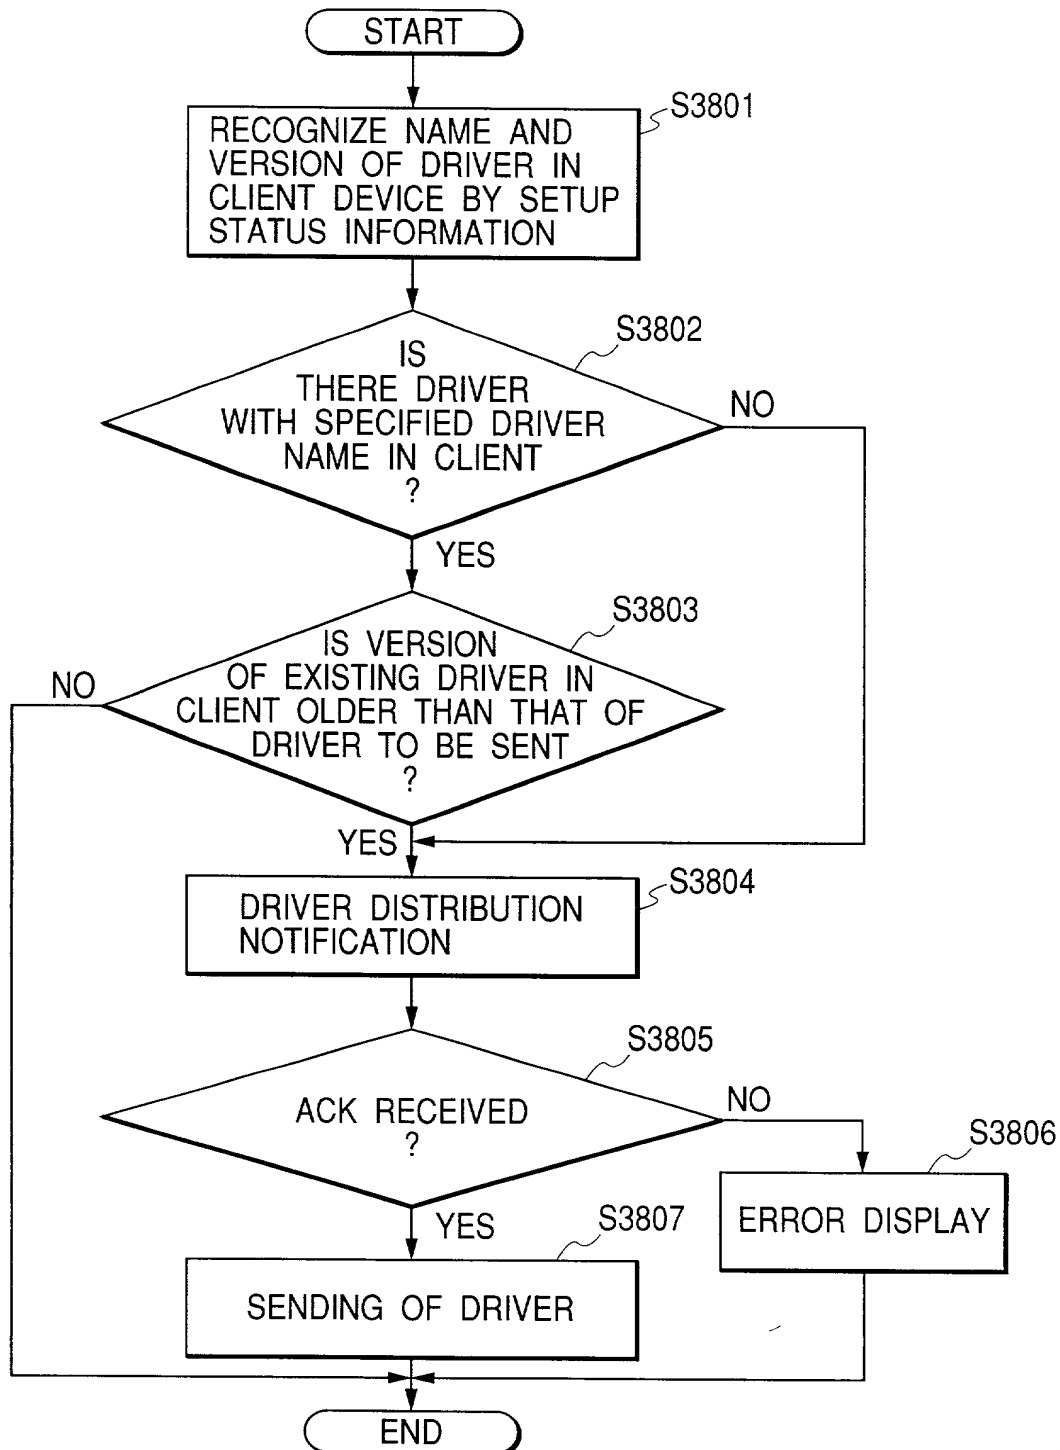 START
S3801
RECOGNIZE NAME AND
VERSION OF DRIVER IN
CLIENT DEVICE BY SETUP
STATUS INFORMATION
S3802
IS
THERE DRIVER
WITH SPECIFIED DRIVER
NAME IN CLIENT
?
NO
YES
S3803
IS VERSION
OF EXISTING DRIVER IN
CLIENT OLDER THAN THAT OF
DRIVER TO BE SENT
?
NO
YES
S3804
DRIVER DISTRIBUTION
NOTIFICATION
S3805
ACK RECEIVED
?
NO
S3806
ERROR DISPLAY
YES
S3807
SENDING OF DRIVER
END